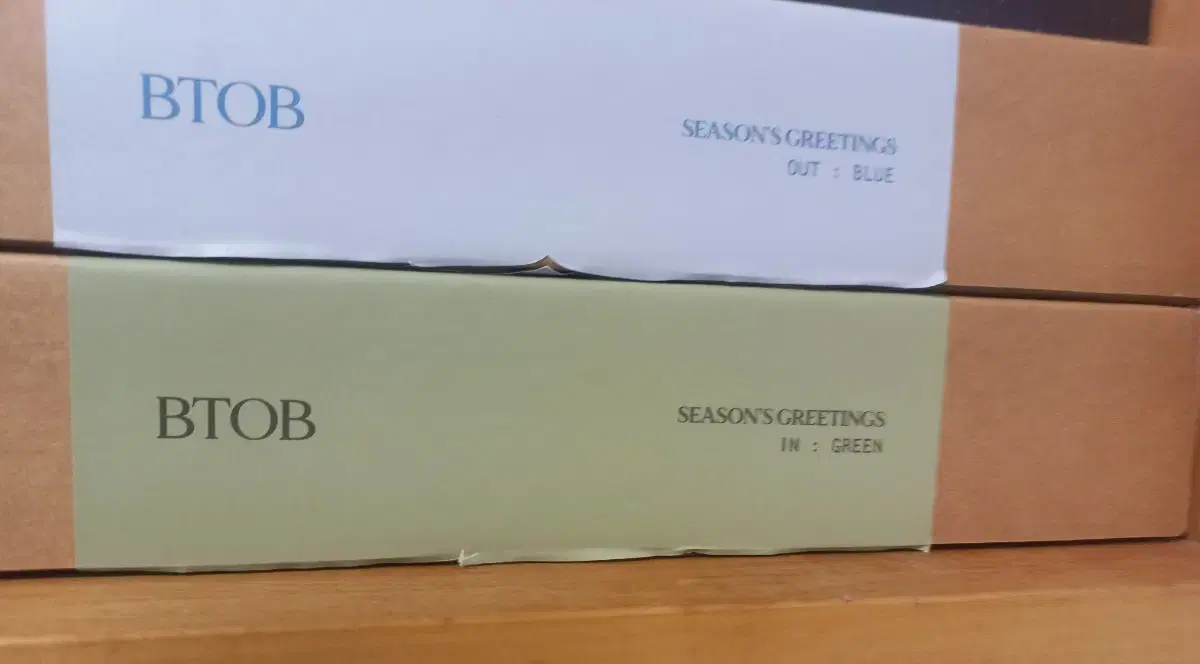 BTOB
SEASON'S GREETINGS
OUT : BLUE
BTOB
SEASON'S GREETINGS
IN : GREEN